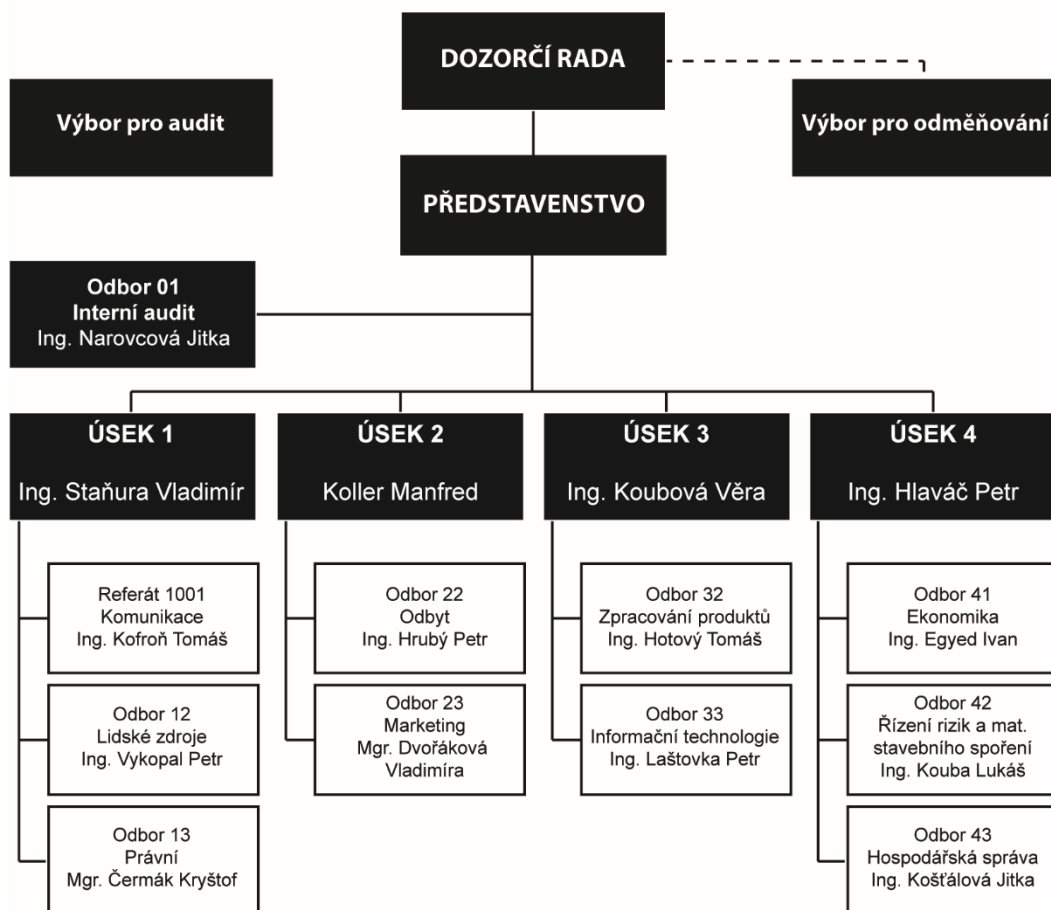 DOZORČÍ RADA
Výbor pro audit
Výbor pro odměňování
PŘEDSTAVENSTVO
Odbor 01
Interní audit
Ing. Narovcová Jitka
ÚSEK 1
Ing. Staňura Vladimír
ÚSEK 2
Koller Manfred
ÚSEK 3
Ing. Koubová Věra
ÚSEK 4
Ing. Hlaváč Petr
Referát 1001
Komunikace
Ing. Kofroň Tomáš
Odbor 12
Lidské zdroje
Ing. Vykopal Petr
Odbor 13
Právní
Mgr. Čermák Kryštof
Odbor 22
Odbyt
Ing. Hrubý Petr
Odbor 23
Marketing
Mgr. Dvořáková
Vladimíra
Odbor 32
Zpracování produktů
Ing. Hotový Tomáš
Odbor 33
Informační technologie
Ing. Laštovka Petr
Odbor 41
Ekonomika
Ing. Egyed Ivan
Odbor 42
Řízení rizik a mat.
stavebního spoření
Ing. Kouba Lukáš
Odbor 43
Hospodářská správa
Ing. Košťálová Jitka